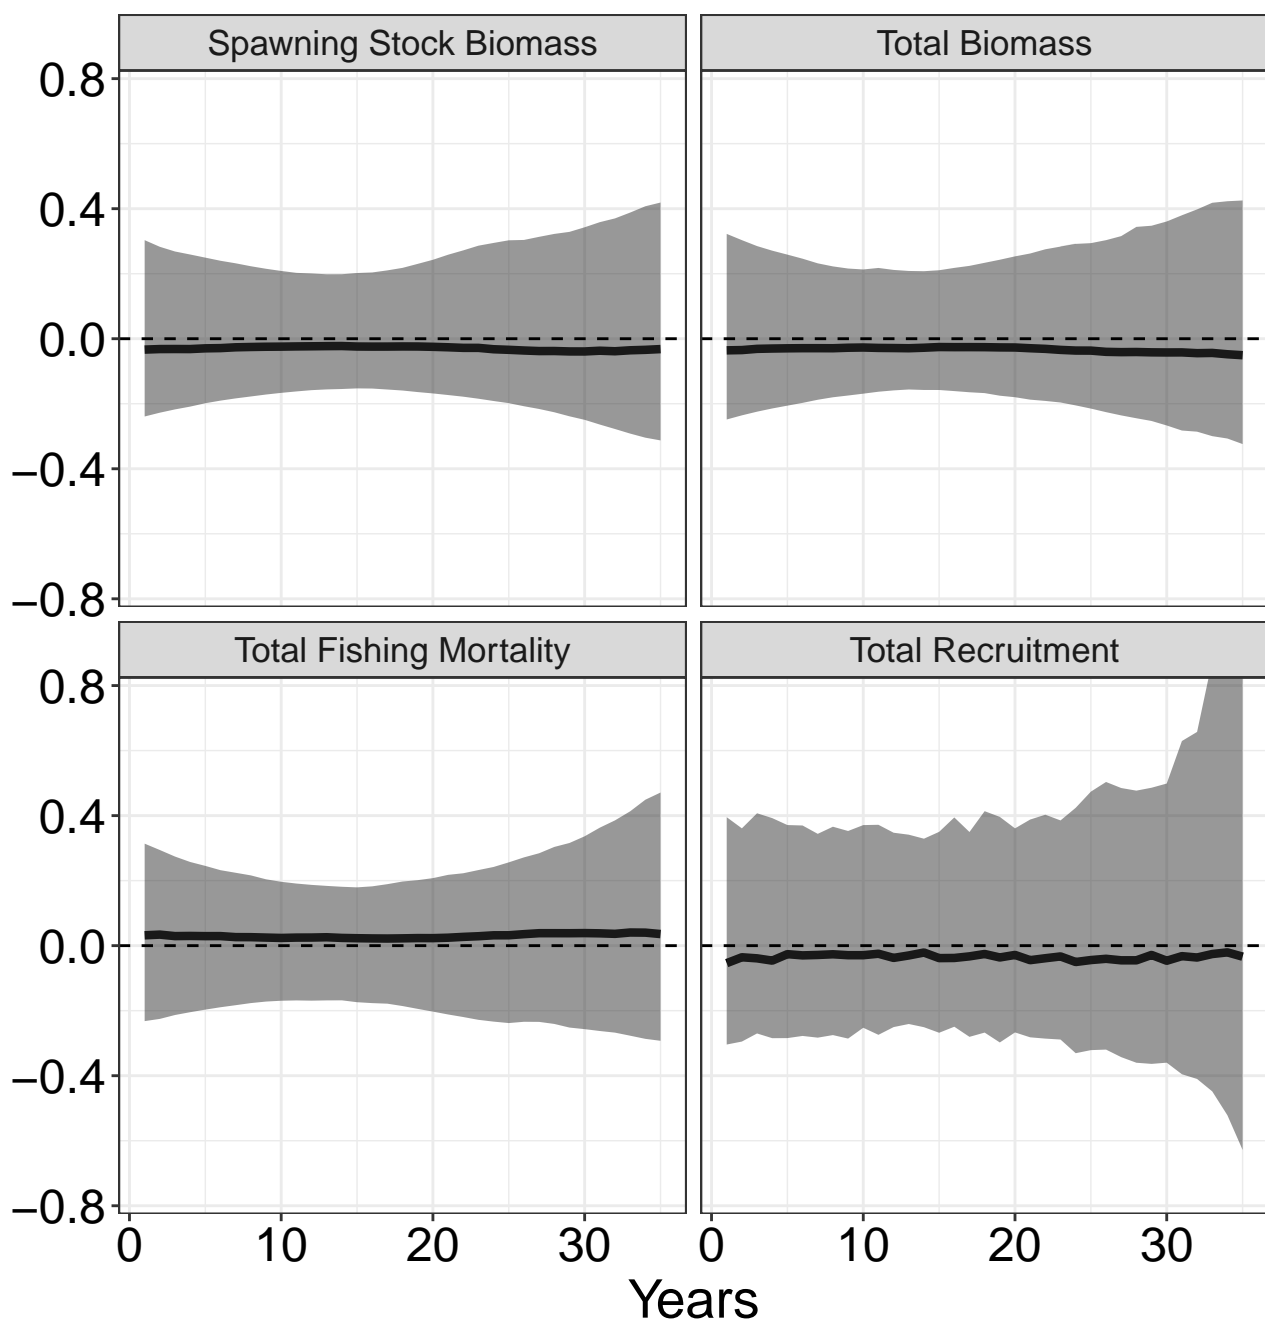 Spawning Stock Biomass
Total Biomass
0.8
0.4
0.0
−0.4
−0.8
Total Fishing Mortality
Total Recruitment
0.8
0.4
0.0
−0.4
−0.8
0 10 20 30
0 10 20 30
Years